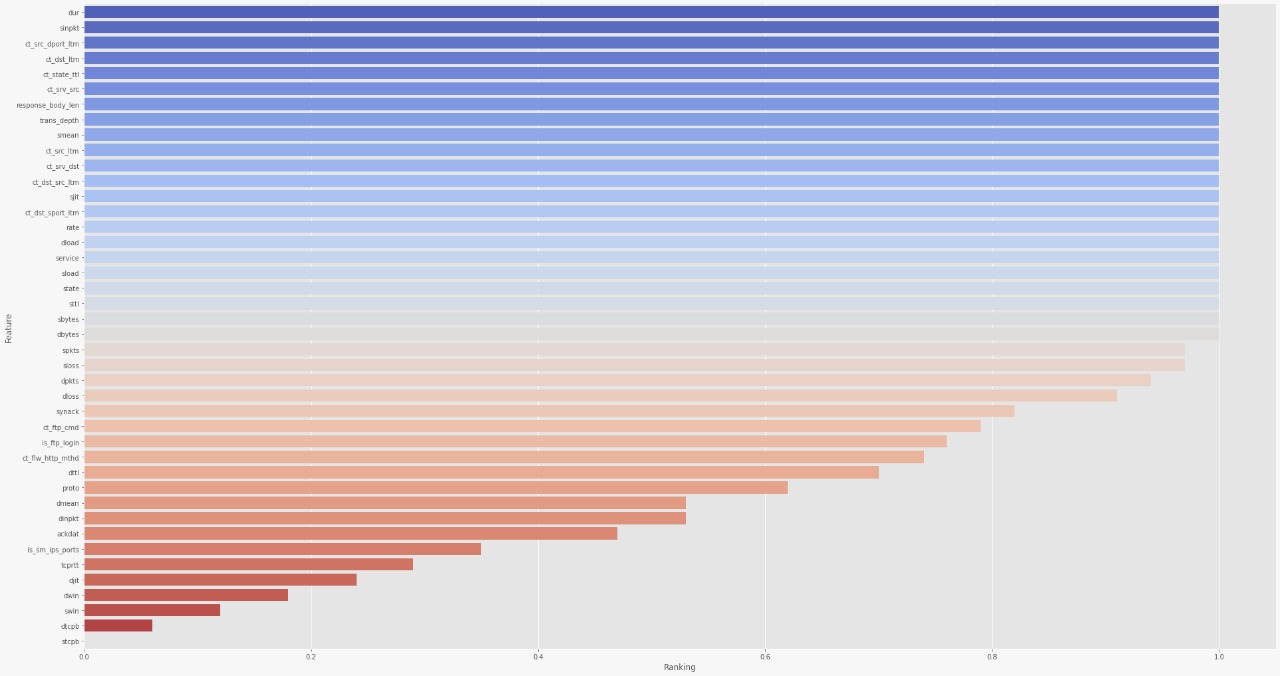 dur
sinpkt
ct_src_dport_ltm
ct_dst_ltm
ct_state_ttl
ct_srv_src
response_body_len
trans_depth
smean
ct_src_ltm
ct_srv_dst
ct_dst_src_ltm
sjit
ct_dst_sport_ltm
rate
dload
service
sload
state
sttl
sbytes
dbytes
spkts
sloss
dpkts
dloss
synack
ct_ftp_cmd
is_ftp_login
ct_flw_http_mthd
dttl
proto
dmean
dinpkt
ackdat
is_sm_ips_ports
tcprtt
djit
dwin
swin
dtcpb
stcpb
Feature
0.0 0.2 0.4 0.6 0.8 1.0
Ranking